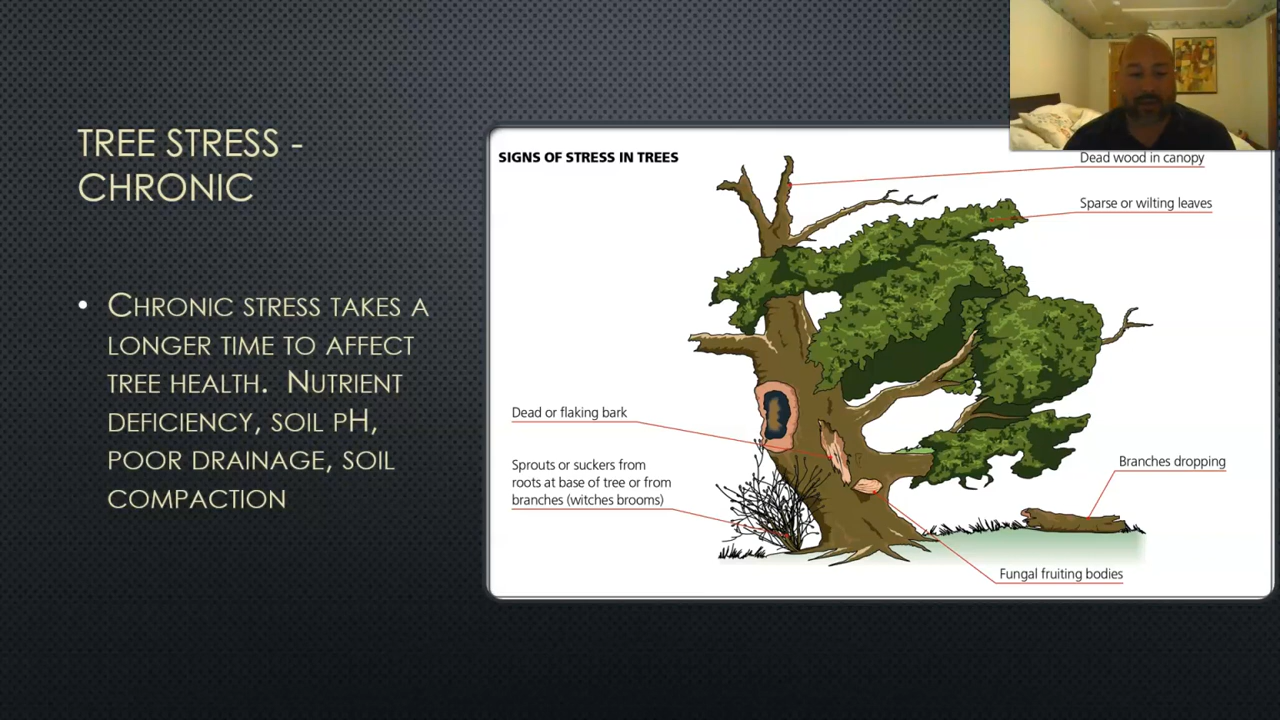 TREE STRESS -
CHRONIC
• CHRONIC STRESS TAKES A
LONGER TIME TO AFFECT
TREE HEALTH. NUTRIENT
DEFICIENCY, SOIL PH,
POOR DRAINAGE, SOIL
COMPACTION
SIGNS OF STRESS IN TREES
Dead wood in canopy
Sparse or wilting leaves
Dead or flaking bark
Sprouts or suckers from
roots at base of tree or from
branches (witches brooms)
Branches dropping
Fungal fruiting bodies